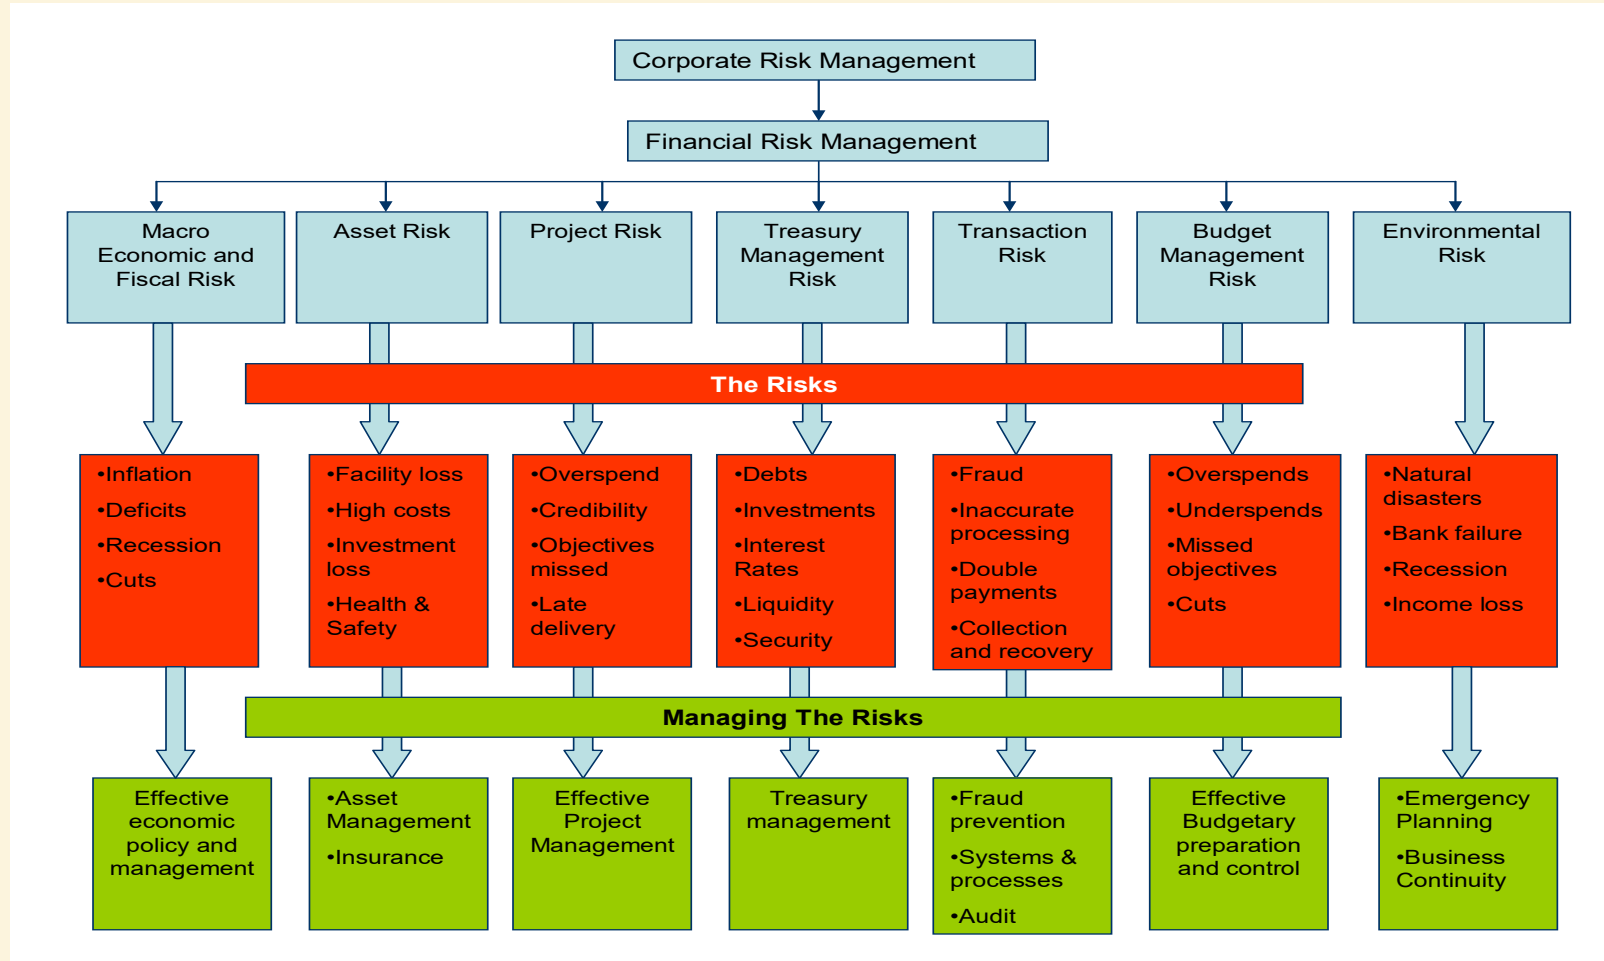 Corporate Risk Management
Financial Risk Management
Macro
Economic and
Fiscal Risk
Asset Risk
Project Risk
Treasury
Management
Risk
Transaction
Risk
Budget
Management
Risk
Environmental
Risk
The Risks
•Inflation
•Deficits
•Recession
•Cuts
•Facility loss
•High costs
•Investment
loss
•Health &
Safety
•Overspend
•Credibility
•Objectives
missed
•Late
delivery
•Debts
•Investments
•Interest
Rates
•Liquidity
•Security
•Fraud
•Inaccurate
processing
•Double
payments
•Collection
and recovery
•Overspends
•Underspends
•Missed
objectives
•Cuts
•Natural
disasters
•Bank failure
•Recession
•Income loss
Managing The Risks
Effective
economic
policy and
management
•Asset
Management
•Insurance
Effective
Project
Management
Treasury
management
•Fraud
prevention
•Systems &
processes
•Audit
Effective
Budgetary
preparation
and control
•Emergency
Planning
•Business
Continuity